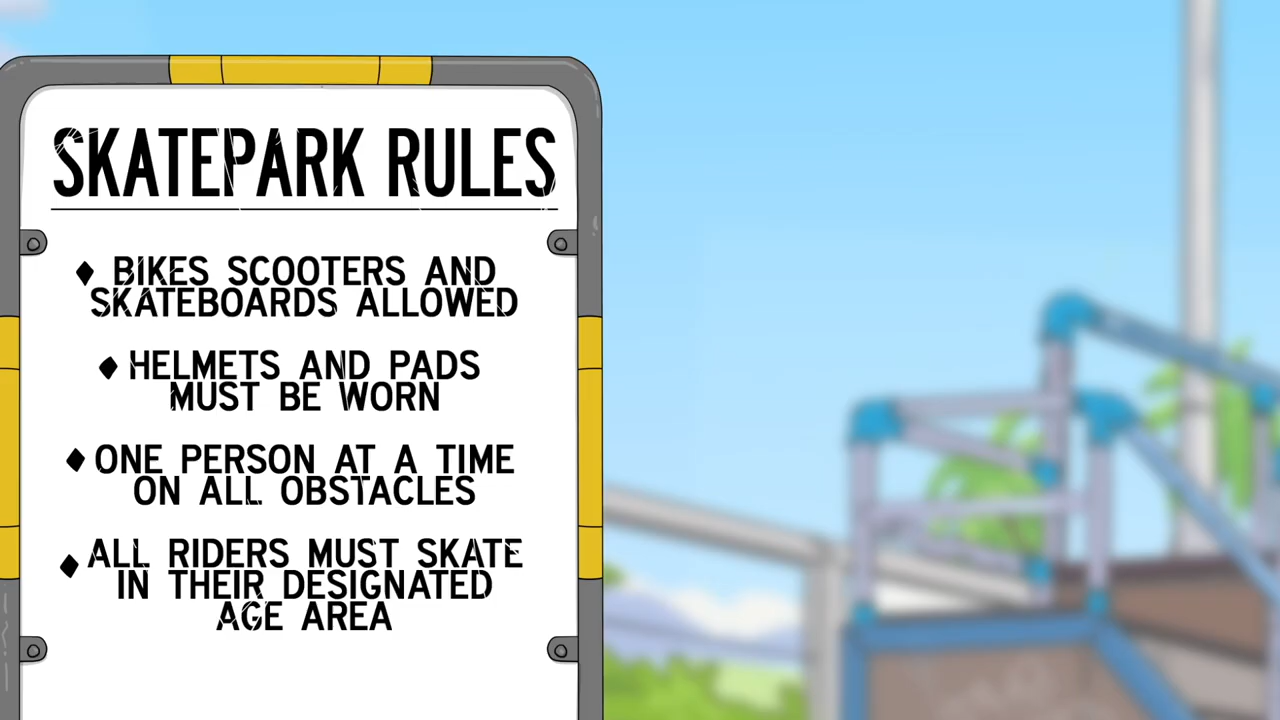 SKATEPARK RULES
♦ BIKES SCOOTERS AND
SKATEBOARDS ALLOWED
♦ HELMETS AND PADS
MUST BE WORN
♦ ONE PERSON AT A TIME
ON ALL OBSTACLES
♦ ALL RIDERS MUST SKATE
IN THEIR DESIGNATED
AGE AREA